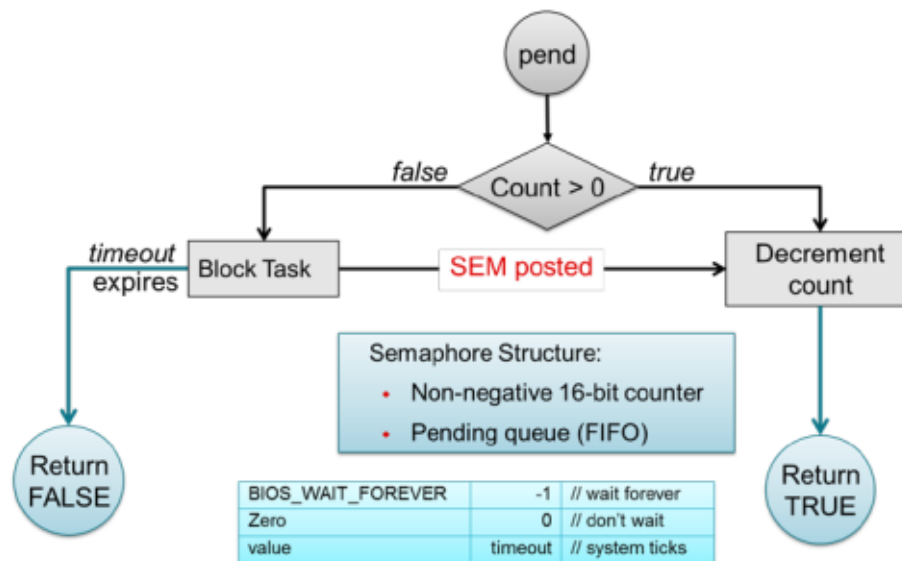 pend
false
Count > 0
true
timeout
expires
Block Task
SEM posted
Decrement
count
Semaphore Structure:
• Non-negative 16-bit counter
• Pending queue (FIFO)
Return
FALSE
Return
TRUE
BIOS_WAIT_FOREVER -1 // wait forever
Zero 0 // don't wait
value timeout // system ticks